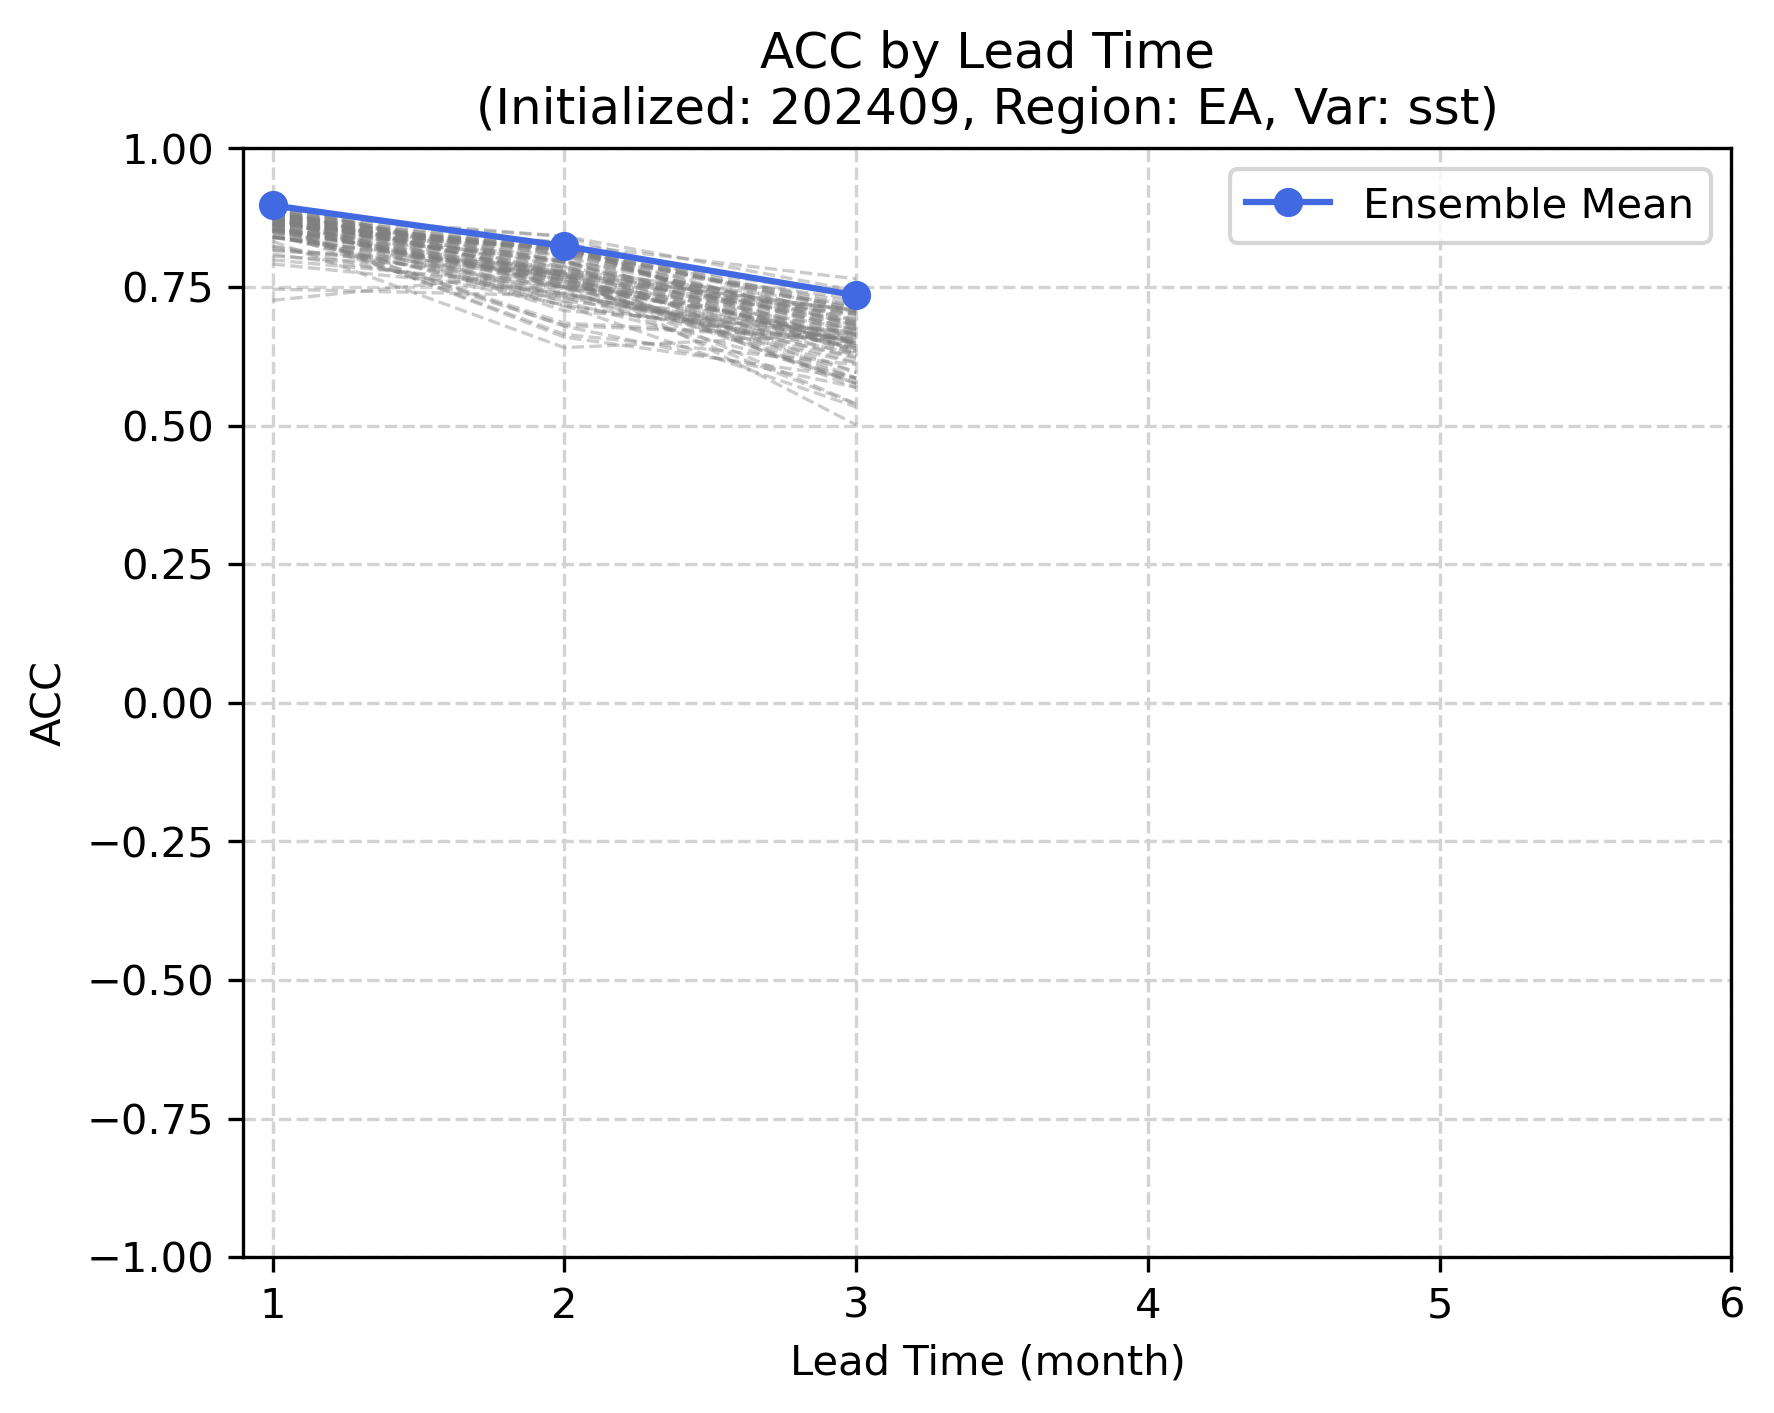 ACC by Lead Time
(Initialized: 202409, Region: EA, Var: sst)
1.00
0.75
0.50
0.25
0.00
−0.25
−0.50
−0.75
−1.00
ACC
Ensemble Mean
1 2 3 4 5 6
Lead Time (month)